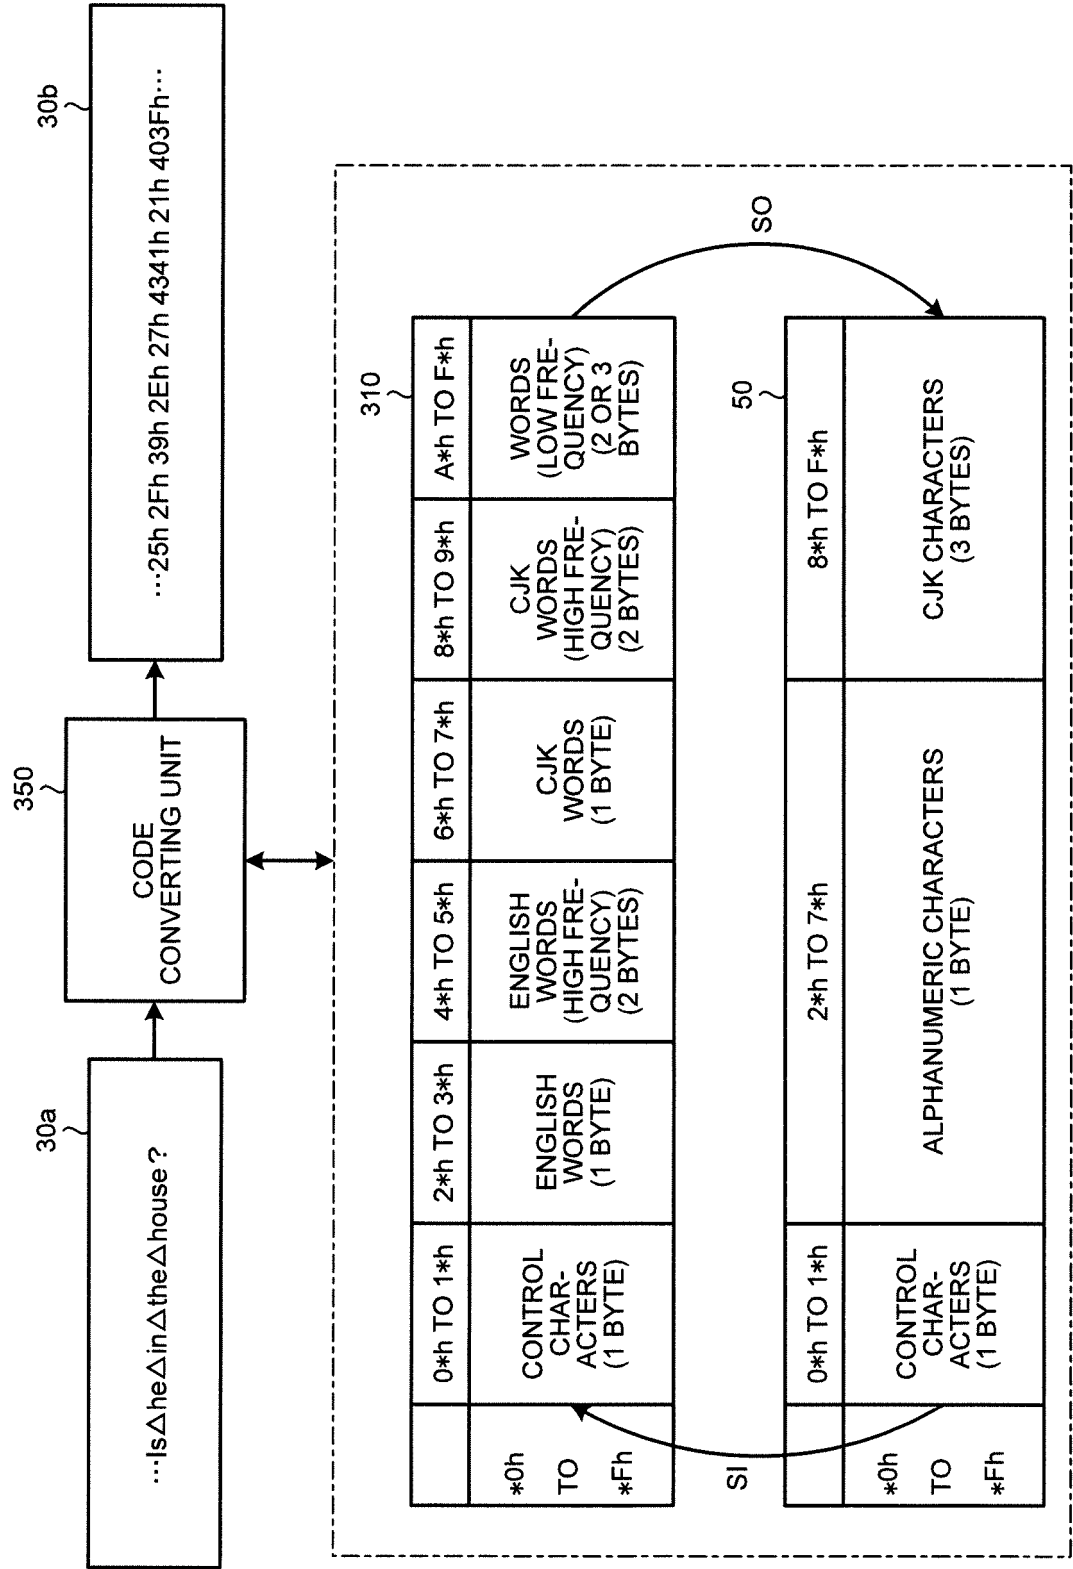 30a
···Is△he△in△the△house?
350
CODE
CONVERTING UNIT
30b
···25h 2Fh 39h 2Eh 27h 4341h 21h 403Fh···
310
0*h TO 1*h
2*h TO 3*h
4*h TO 5*h
6*h TO 7*h
8*h TO 9*h
A*h TO F*h
*0h
TO
*Fh
CONTROL
CHAR-
ACTERS
(1 BYTE)
ENGLISH
WORDS
(1 BYTE)
ENGLISH
WORDS
(HIGH FRE-
QUENCY)
(2 BYTES)
CJK
WORDS
(1 BYTE)
CJK
WORDS
(HIGH FRE-
QUENCY)
(2 BYTES)
WORDS
(LOW FRE-
QUENCY)
(2 OR 3
BYTES)
SI
SO
50
0*h TO 1*h
2*h TO 7*h
8*h TO F*h
*0h
TO
*Fh
CONTROL
CHAR-
ACTERS
(1 BYTE)
ALPHANUMERIC CHARACTERS
(1 BYTE)
CJK CHARACTERS
(3 BYTES)